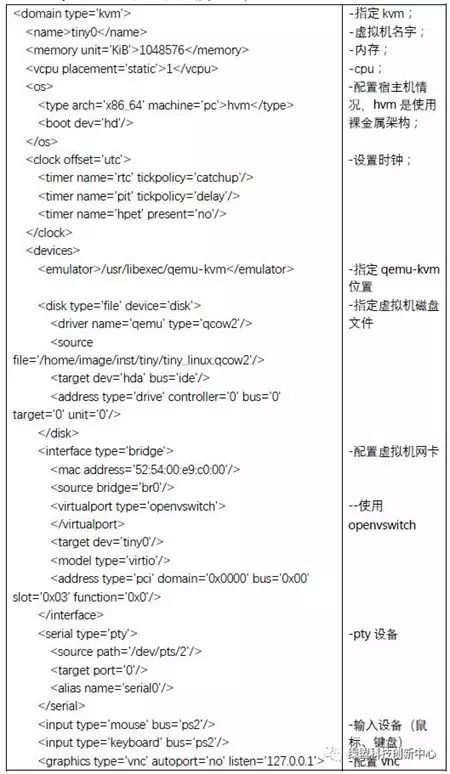 <domain type='kvm'>
-指定 kvm；
<name>tiny0</name>
-虚拟机名字；
<memory unit='KiB'>1048576</memory>
-内存；
<vcpu placement='static'>1</vcpu>
-cpu；
<os>
-配置宿主机情
<type arch='x86_64' machine='pc'>hvm</type>
况，hvm 是使用
<boot dev='hd'/>
裸金属架构；
</os>
<clock offset='utc'>
-设置时钟；
<timer name='rtc' tickpolicy='catchup'/>
<timer name='pit' tickpolicy='delay'/>
<timer name='hpet' present='no'/>
</clock>
<devices>
<emulator>/usr/libexec/qemu-kvm</emulator>
-指定 qemu-kvm
位置
<disk type='file' device='disk'>
-指定虚拟机磁盘
<driver name='qemu' type='qcow2'/>
文件
<source
file='/home/image/inst/tiny/tiny_linux.qcow2'/>
<target dev='hda' bus='ide'/>
<address type='drive' controller='0' bus='0'
target='0' unit='0'/>
</disk>
<interface type='bridge'>
-配置虚拟机网卡
<mac address='52:54:00:e9:c0:00'/>
<source bridge='br0'/>
<virtualport type='openvswitch'>
--使用
</virtualport>
openvswitch
<target dev='tiny0'/>
<model type='virtio'/>
<address type='pci' domain='0x0000' bus='0x00'
slot='0x03' function='0x0'/>
</interface>
<serial type='pty'>
-pty 设备
<source path='/dev/pts/2'/>
<target port='0'/>
<alias name='serial0'/>
</serial>
<input type='mouse' bus='ps2'/>
-输入设备（鼠
<input type='keyboard' bus='ps2'/>
标、键盘）
<graphics type='vnc' autoport='no' listen='127.0.0.1'>
-配置 vnc
绿盟科技创新中心